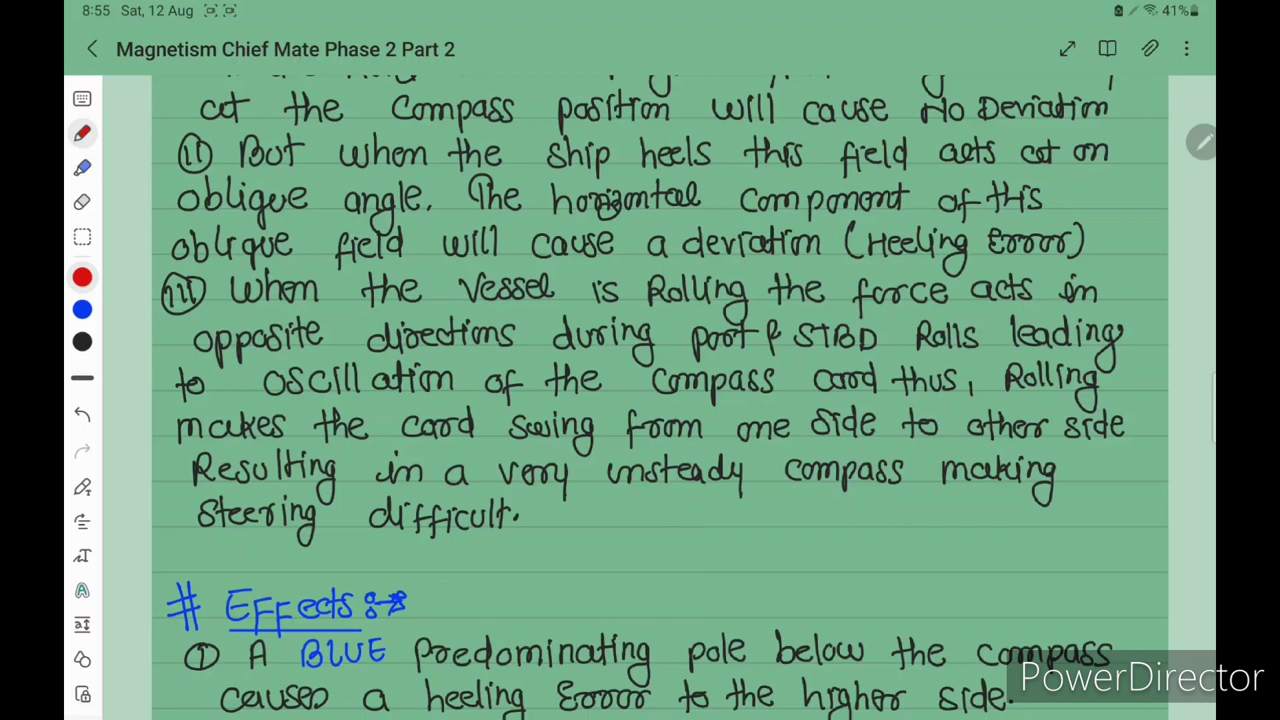 8:55 Sat, 12 Aug
41%
Magnetism Chief Mate Phase 2 Part 2
at the Compass position will cause No Deviation
(II) But when the ship heels this field acts at an
oblique angle. The horizontal component of this
oblique field will cause a deviation (Heeling Error)
(III) When the Vessel is Rolling the force acts in
opposite directions during port & STBD Rolls leading
to oscillation of the Compass card thus, Rolling
makes the card swing from one side to other side
Resulting in a very unsteady compass making
steering difficult.
# Effects:→
(I) A BLUE Predominating pole below the compass
causes a heeling Error to the higher side.
PowerDirector